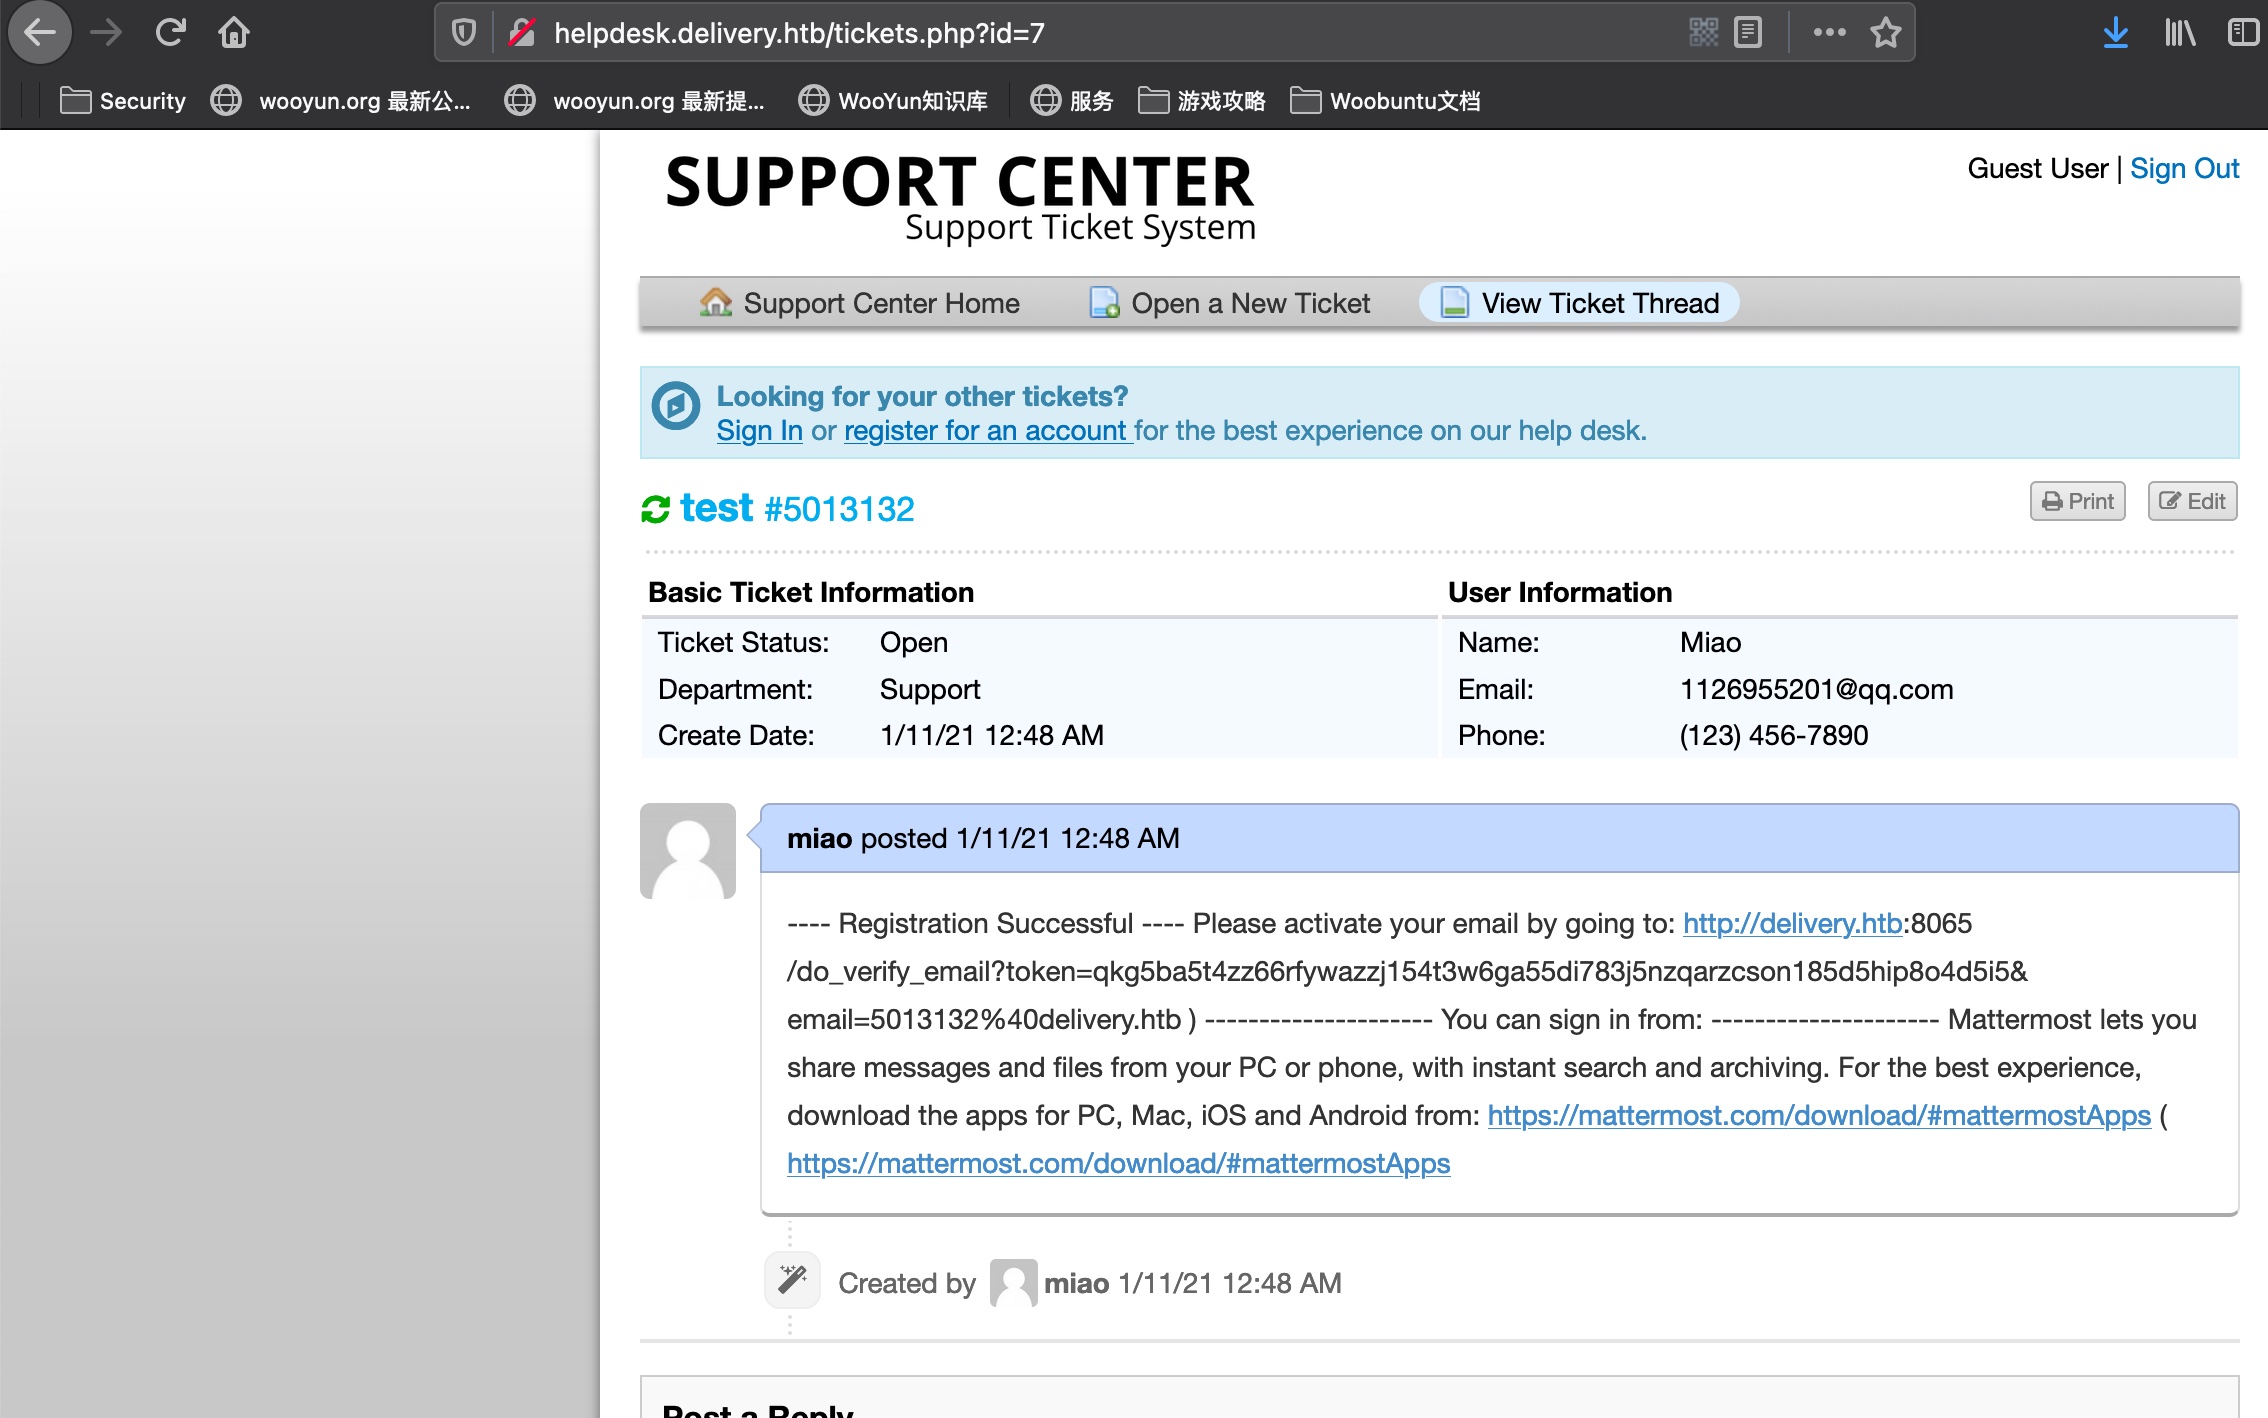 helpdesk.delivery.htb/tickets.php?id=7
Security wooyun.org 最新公... wooyun.org 最新提... WooYun知识库 服务 游戏攻略 Woobuntu文档
SUPPORT CENTER
Support Ticket System
Guest User | Sign Out
Support Center Home Open a New Ticket View Ticket Thread
Looking for your other tickets?
Sign In or register for an account for the best experience on our help desk.
test #5013132
Print Edit
Basic Ticket Information
Ticket Status: Open
Department: Support
Create Date: 1/11/21 12:48 AM
User Information
Name: Miao
Email: 1126955201@qq.com
Phone: (123) 456-7890
miao posted 1/11/21 12:48 AM
---- Registration Successful ---- Please activate your email by going to: http://delivery.htb:8065
/do_verify_email?token=qkg5ba5t4zz66rfywazzj154t3w6ga55di783j5nzqarzcson185d5hip8o4d5i5&
email=5013132%40delivery.htb ) --------------------- You can sign in from: --------------------- Mattermost lets you
share messages and files from your PC or phone, with instant search and archiving. For the best experience,
download the apps for PC, Mac, iOS and Android from: https://mattermost.com/download/#mattermostApps (
https://mattermost.com/download/#mattermostApps
Created by miao 1/11/21 12:48 AM
Post a Reply